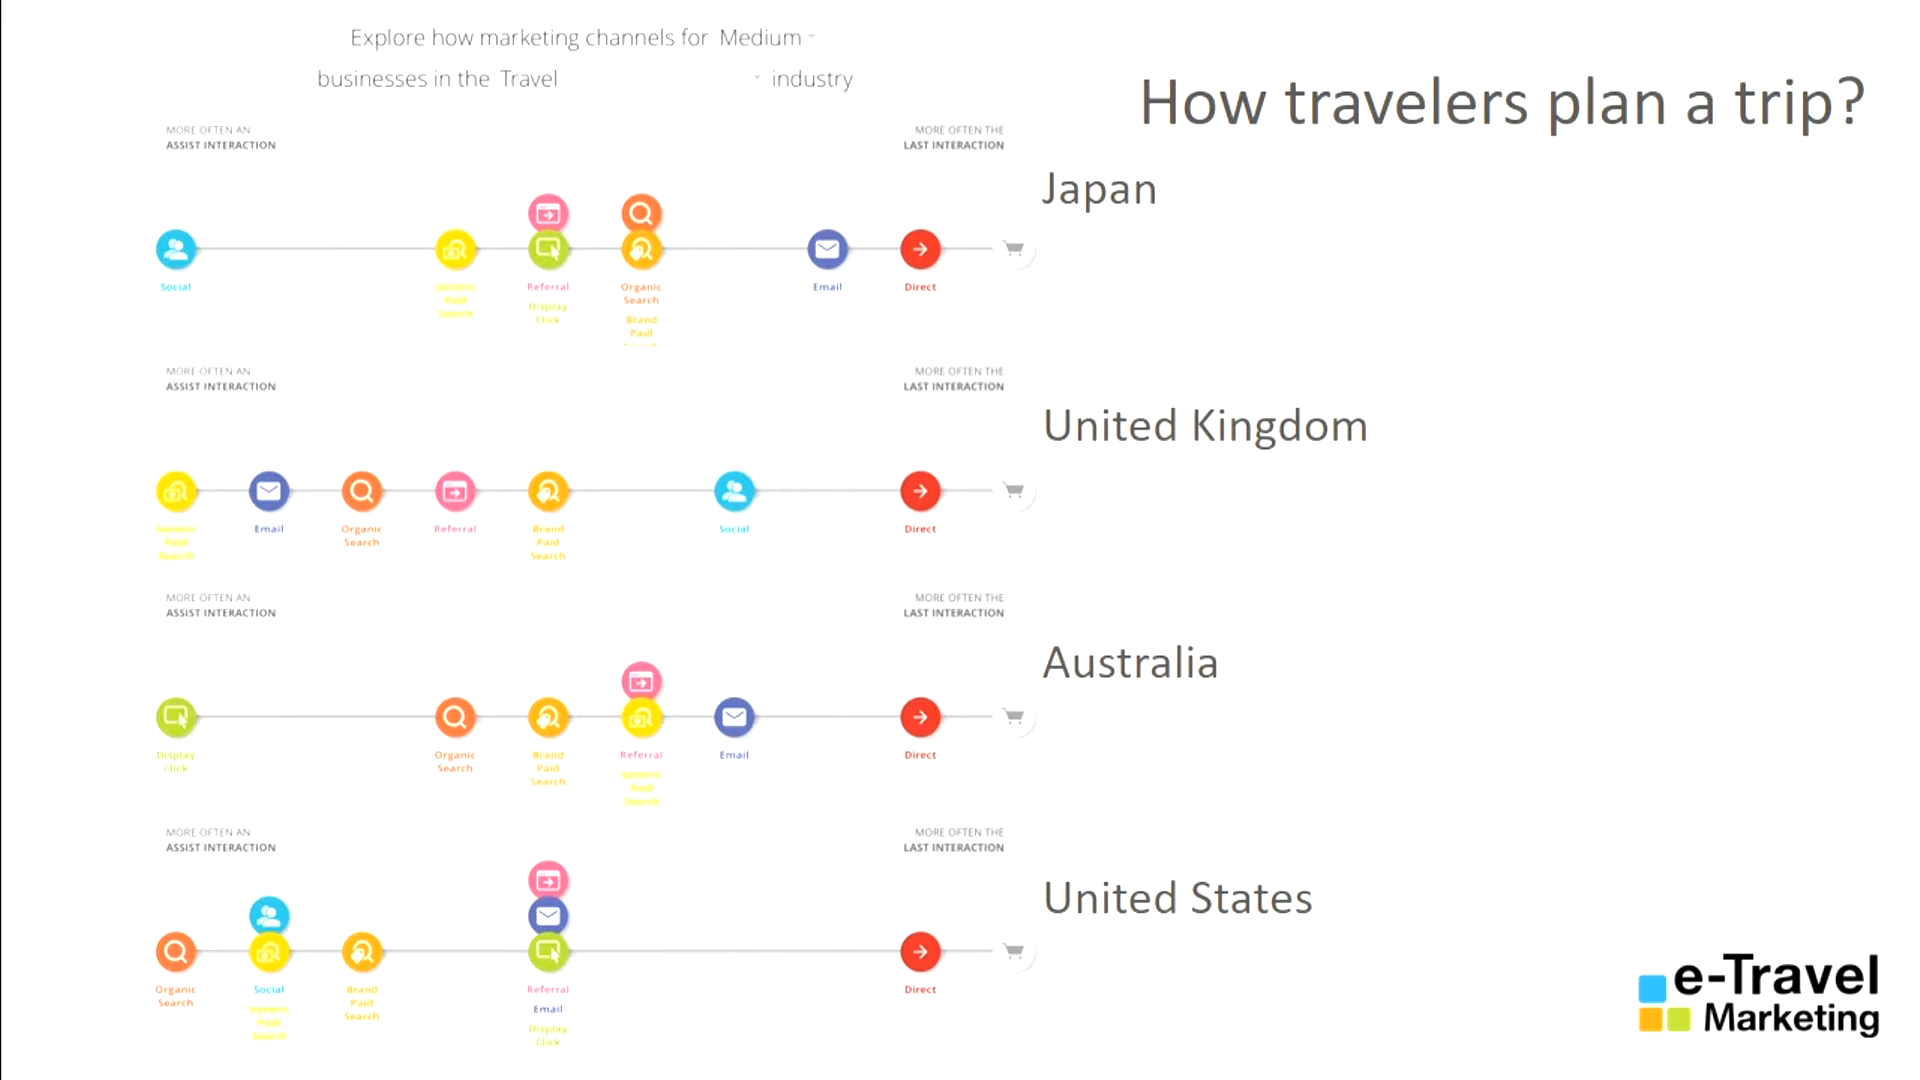 Explore how marketing channels for Medium
businesses in the Travel industry
How travelers plan a trip?
MORE OFTEN AN
ASSIST INTERACTION
MORE OFTEN THE
LAST INTERACTION
Japan
Social
Generic
Paid
Search
Referral
Display
Click
Organic
Search
Brand
Paid
Email
Direct
MORE OFTEN AN
ASSIST INTERACTION
MORE OFTEN THE
LAST INTERACTION
United Kingdom
Generic
Paid
Search
Email
Organic
Search
Referral
Brand
Paid
Search
Social
Direct
MORE OFTEN AN
ASSIST INTERACTION
MORE OFTEN THE
LAST INTERACTION
Australia
Display
Click
Organic
Search
Brand
Paid
Search
Referral
Generic
Paid
Search
Email
Direct
MORE OFTEN AN
ASSIST INTERACTION
MORE OFTEN THE
LAST INTERACTION
United States
Organic
Search
Social
Generic
Paid
Search
Brand
Paid
Search
Referral
Email
Display
Click
Direct
e-Travel
Marketing